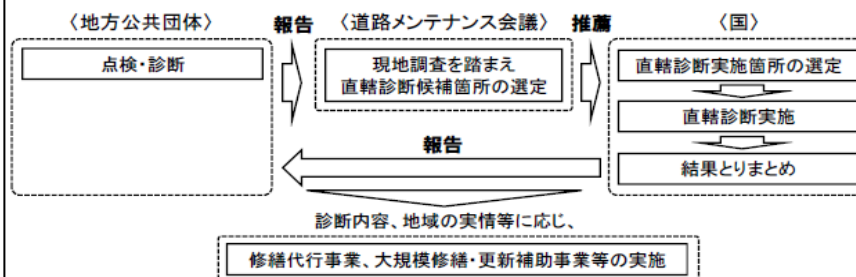 〈地方公共団体〉
報告
〈道路メンテナンス会議〉
推薦
〈国〉
点検・診断
現地調査を踏まえ
直轄診断候補箇所の選定
直轄診断実施箇所の選定
直轄診断実施
結果とりまとめ
報告
診断内容、地域の実情等に応じ、
修繕代行事業、大規模修繕・更新補助事業等の実施